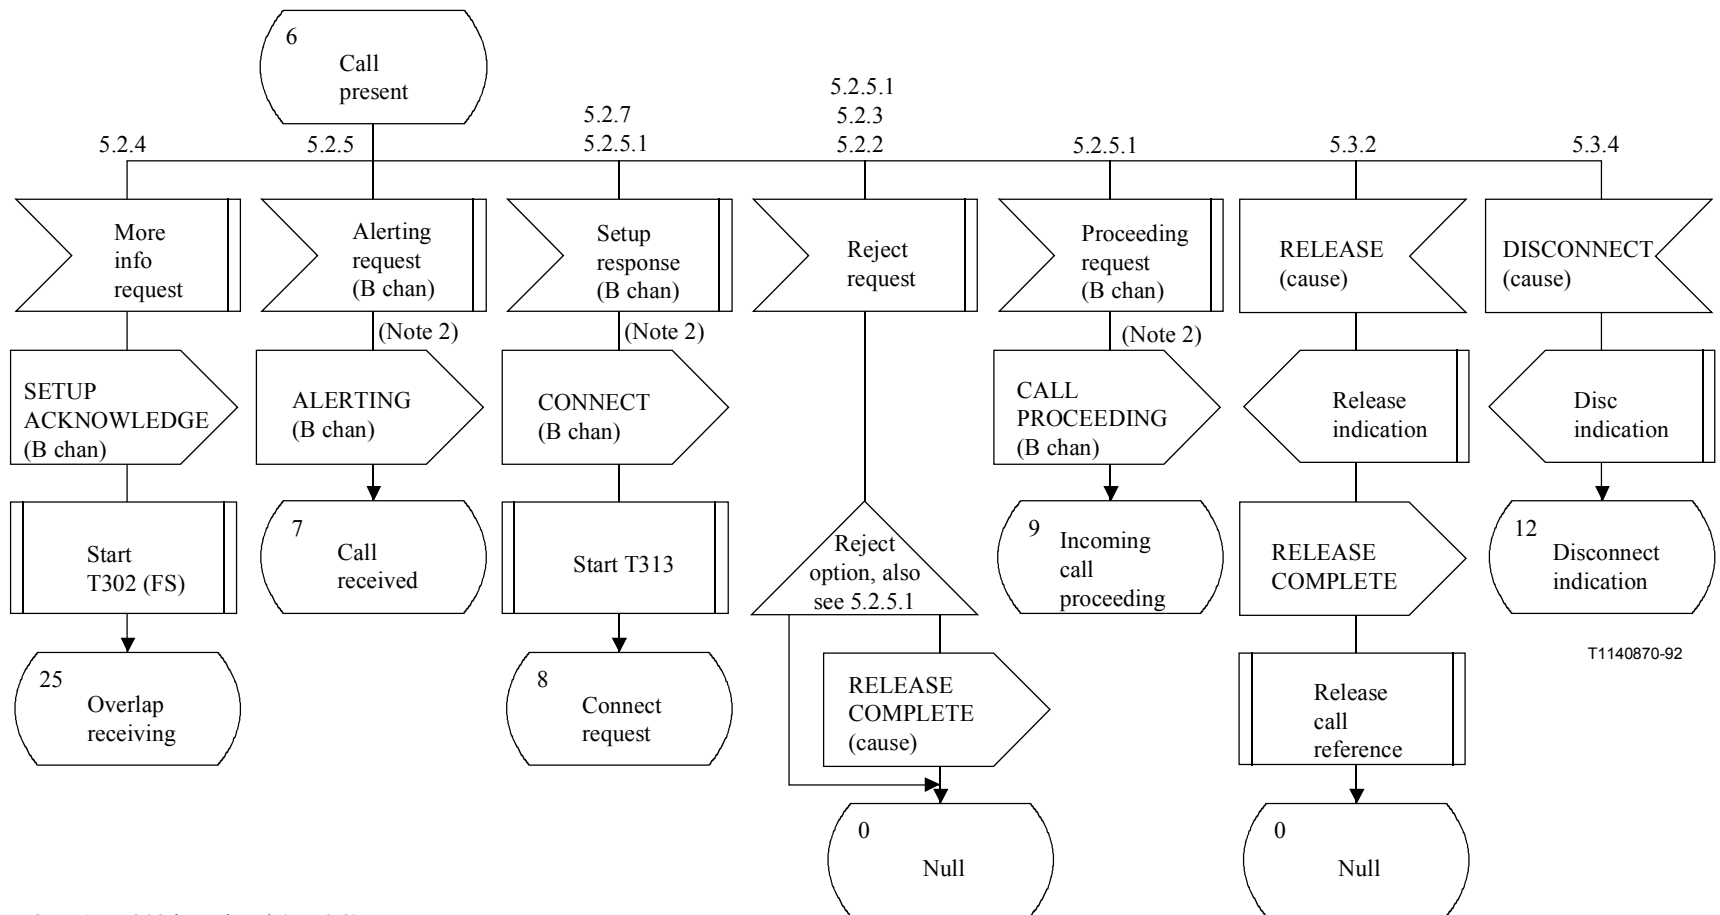 6
Call
present
5.2.4
5.2.5
5.2.7
5.2.5.1
5.2.5.1
5.2.3
5.2.2
5.2.5.1
5.3.2
5.3.4
More
info
request
Alerting
request
(B chan)
Setup
response
(B chan)
Reject
request
Proceeding
request
(B chan)
RELEASE
(cause)
DISCONNECT
(cause)
(Note 2)
(Note 2)
(Note 2)
SETUP
ACKNOWLEDGE
(B chan)
ALERTING
(B chan)
CONNECT
(B chan)
CALL
PROCEEDING
(B chan)
Release
indication
Disc
indication
Start
T302 (FS)
7
Call
received
Start T313
Reject
option, also
see 5.2.5.1
9
Incoming
call
proceeding
RELEASE
COMPLETE
12
Disconnect
indication
T1140870-92
25
Overlap
receiving
8
Connect
request
RELEASE
COMPLETE
(cause)
Release
call
reference
0
Null
0
Null